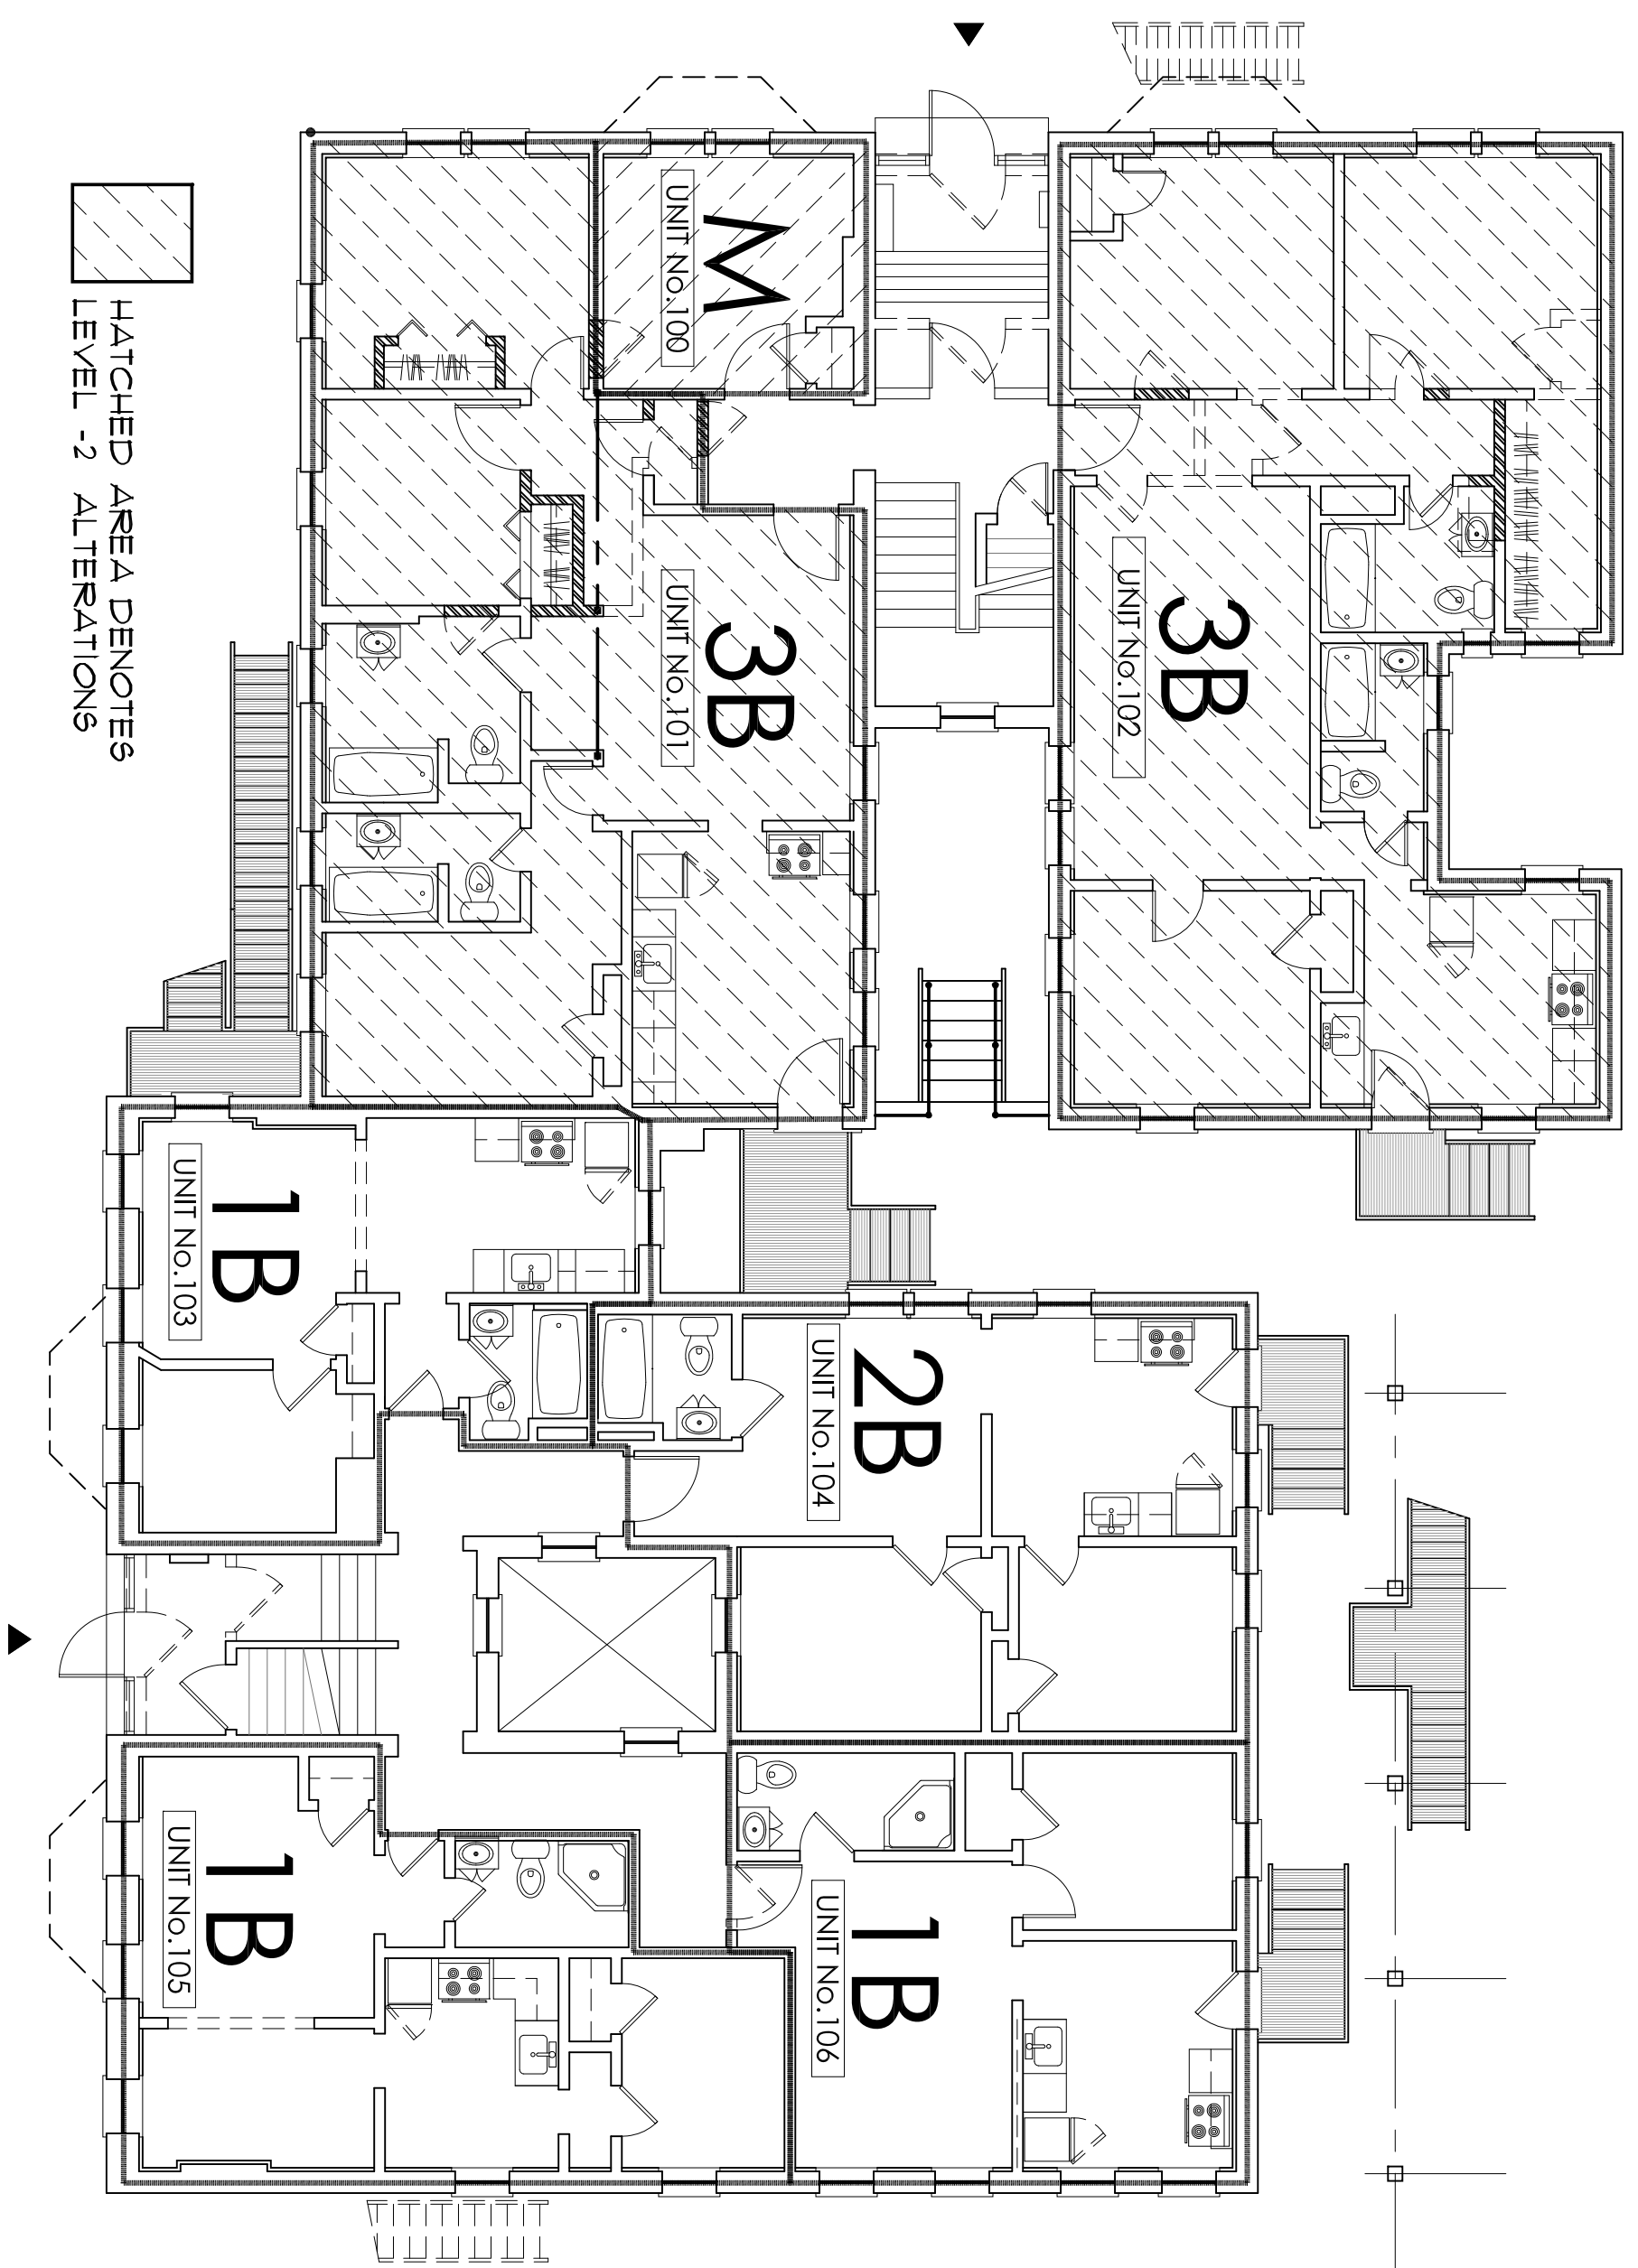 3B
UNIT No.102
M
UNIT No.100
3B
UNIT No.101
HATCHED AREA DENOTES
LEVEL -2 ALTERATIONS
2B
UNIT No.104
1B
UNIT No.103
1B
UNIT No.106
1B
UNIT No.105